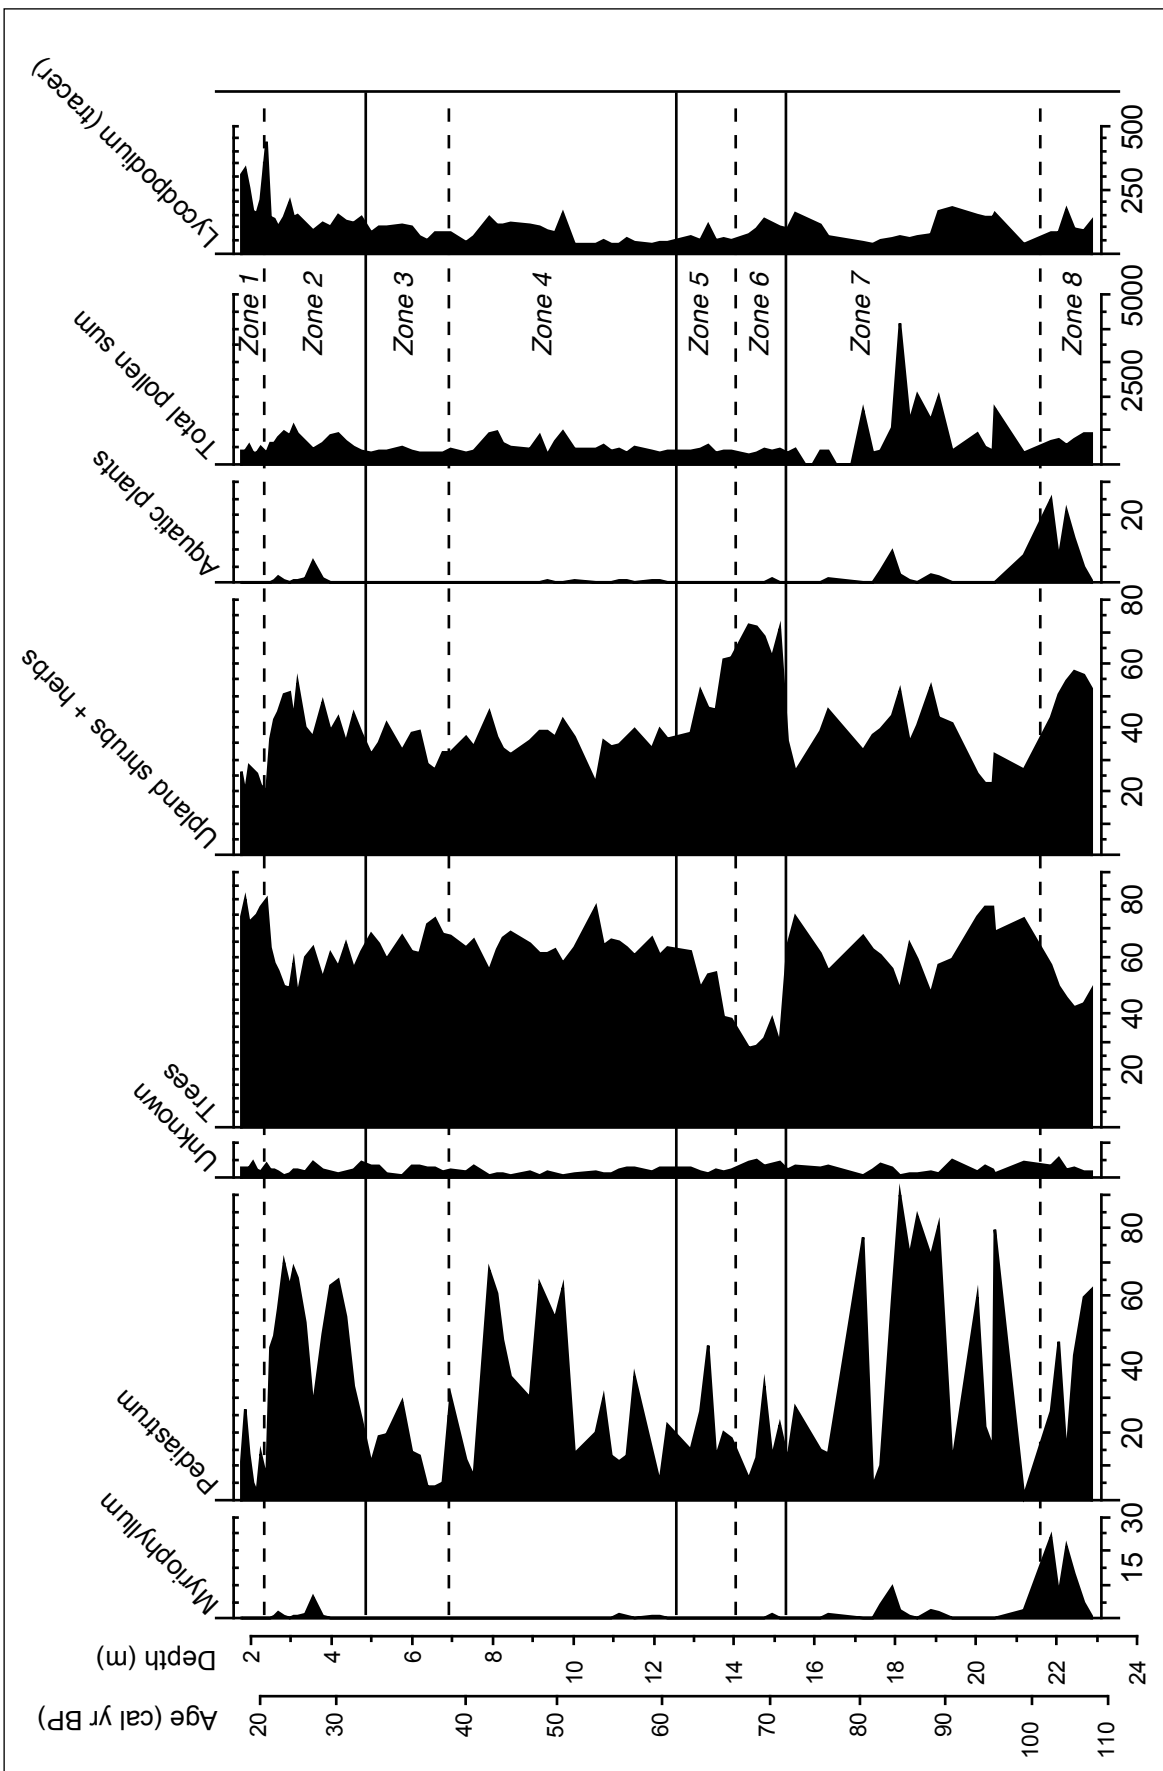 Lycodpodium (tracer)
250 500
Zone 1 Zone 2 Zone 3 Zone 4 Zone 5 Zone 6 Zone 7 Zone 8
Total pollen sum
2500 5000
Aquatic plants
20
Upland shrubs + herbs
20 40 60 80
Trees
20 40 60 80
Unknown
Pediastrum
20 40 60 80
Myriophyllum
15 30
Depth (m)
2 4 6 8 10 12 14 16 18 20 22 24
Age (cal yr BP)
20 30 40 50 60 70 80 90 100 110